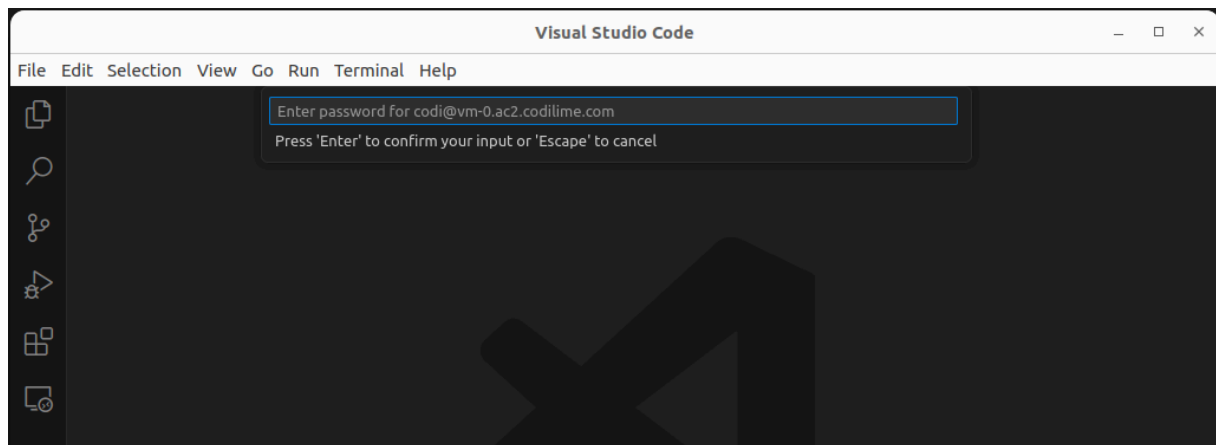 Visual Studio Code
File Edit Selection View Go Run Terminal Help
Enter password for codi@vm-0.ac2.codilime.com
Press 'Enter' to confirm your input or 'Escape' to cancel